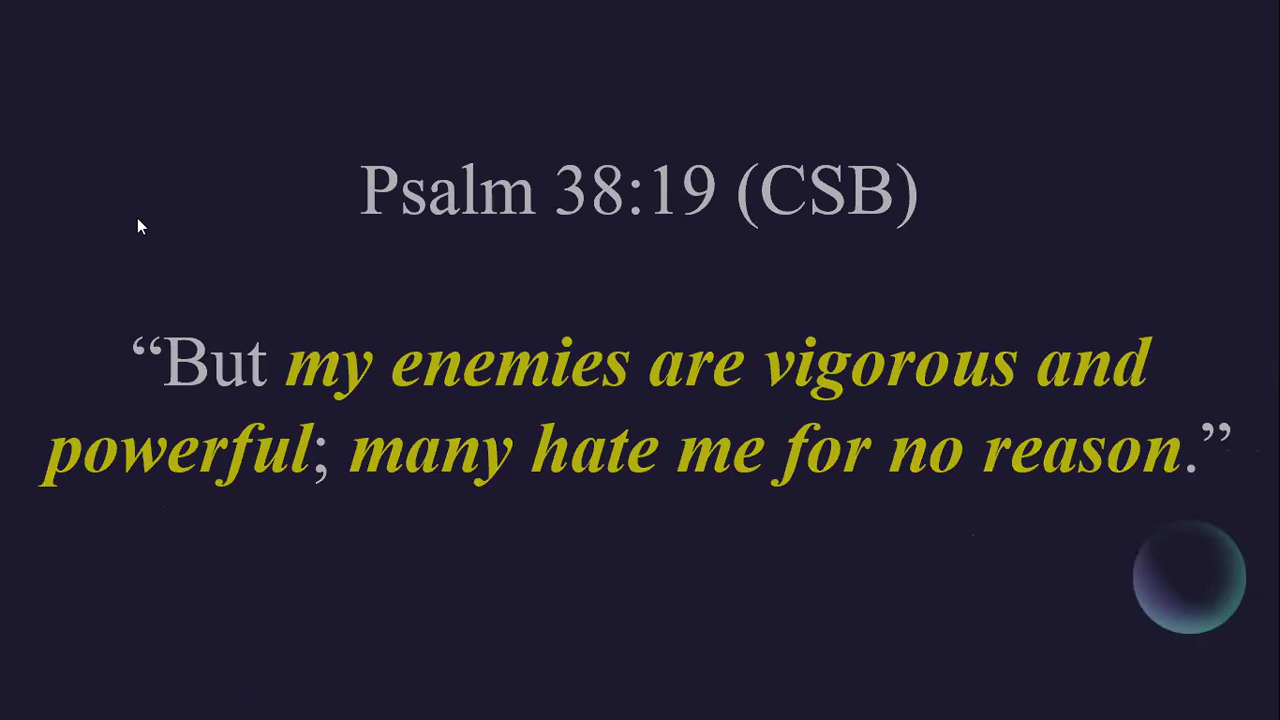 Psalm 38:19 (CSB)
“But my enemies are vigorous and
powerful; many hate me for no reason.”